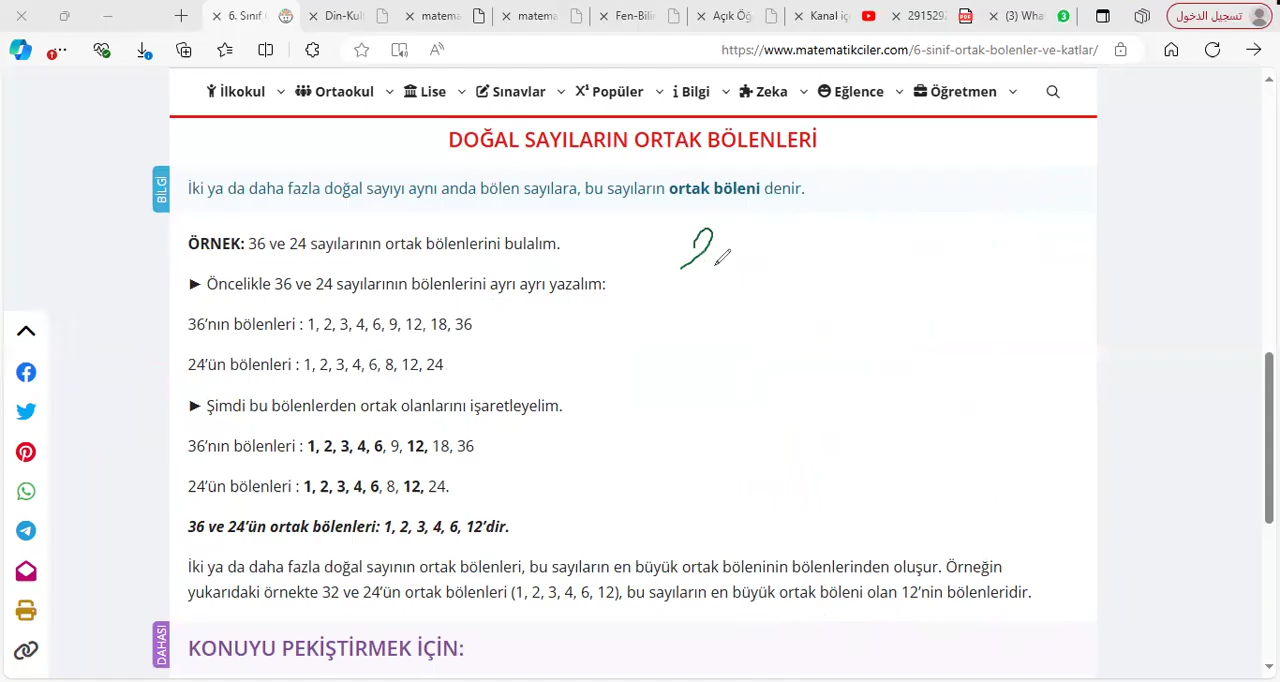 6. Sınıf (
Din-Kult
matema
matema
Fen-Bilin
Açık Öğ
Kanal iç
291529
(3) Wha
3
تسجيل الدخول
https://www.matematikciler.com/6-sinif-ortak-bolenler-ve-katlar/
İlkokul Ortaokul Lise Sınavlar X² Popüler Bilgi Zeka Eğlence Öğretmen
DOĞAL SAYILARIN ORTAK BÖLENLERİ
BİLGİ
İki ya da daha fazla doğal sayıyı aynı anda bölen sayılara, bu sayıların ortak böleni denir.
ÖRNEK: 36 ve 24 sayılarının ortak bölenlerini bulalım.
2
► Öncelikle 36 ve 24 sayılarının bölenlerini ayrı ayrı yazalım:
36’nın bölenleri : 1, 2, 3, 4, 6, 9, 12, 18, 36
24’ün bölenleri : 1, 2, 3, 4, 6, 8, 12, 24
► Şimdi bu bölenlerden ortak olanlarını işaretleyelim.
36’nın bölenleri : 1, 2, 3, 4, 6, 9, 12, 18, 36
24’ün bölenleri : 1, 2, 3, 4, 6, 8, 12, 24.
36 ve 24’ün ortak bölenleri: 1, 2, 3, 4, 6, 12’dir.
İki ya da daha fazla doğal sayının ortak bölenleri, bu sayıların en büyük ortak böleninin bölenlerinden oluşur. Örneğin
yukarıdaki örnekte 32 ve 24’ün ortak bölenleri (1, 2, 3, 4, 6, 12), bu sayıların en büyük ortak böleni olan 12’nin bölenleridir.
DAHASI
KONUYU PEKİŞTİRMEK İÇİN: